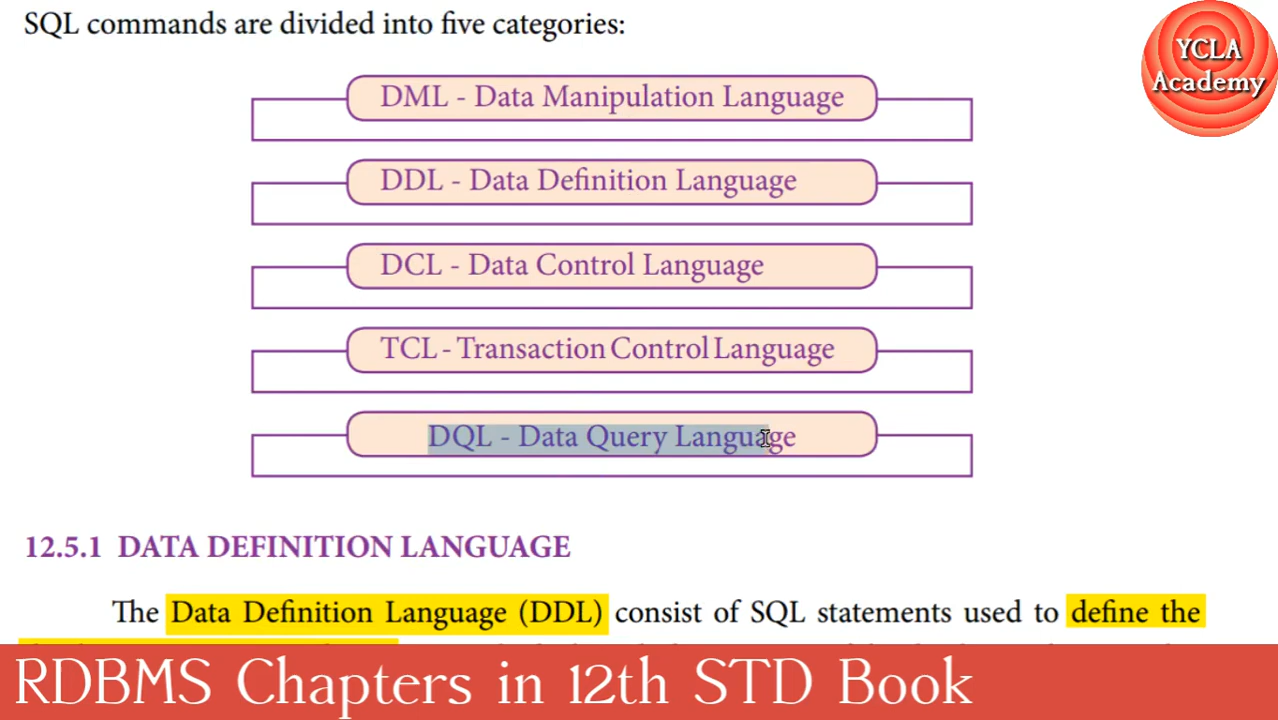 SQL commands are divided into five categories:
YCLA
Academy
DML - Data Manipulation Language
DDL - Data Definition Language
DCL - Data Control Language
TCL - Transaction Control Language
DQL - Data Query Language
12.5.1 DATA DEFINITION LANGUAGE
The Data Definition Language (DDL) consist of SQL statements used to define the
RDBMS Chapters in 12th STD Book